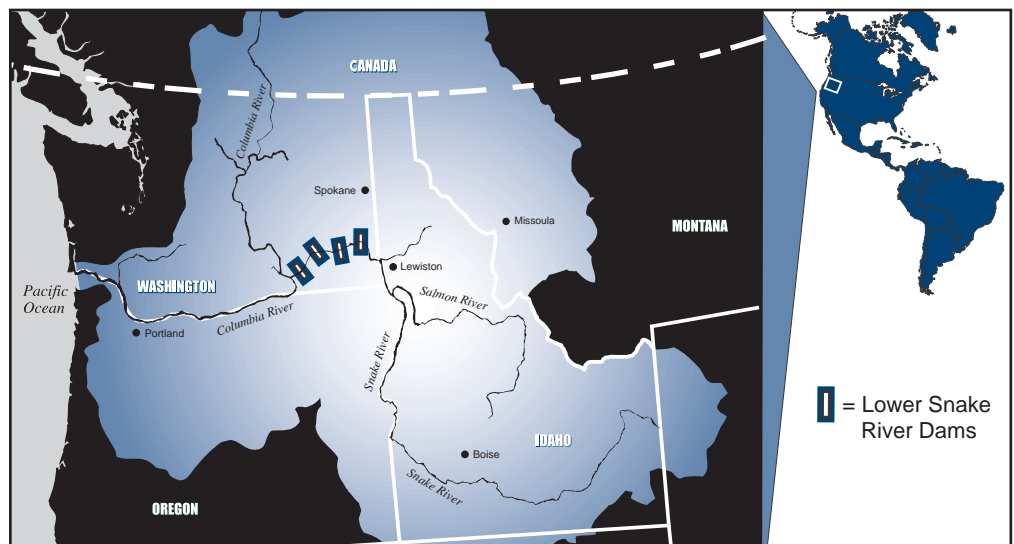 CANADA
Columbia River
Spokane
Missoula
MONTANA
Lewiston
WASHINGTON
Pacific
Ocean
Salmon River
Columbia River
Portland
Snake River
= Lower Snake
River Dams
IDAHO
Boise
Snake River
OREGON